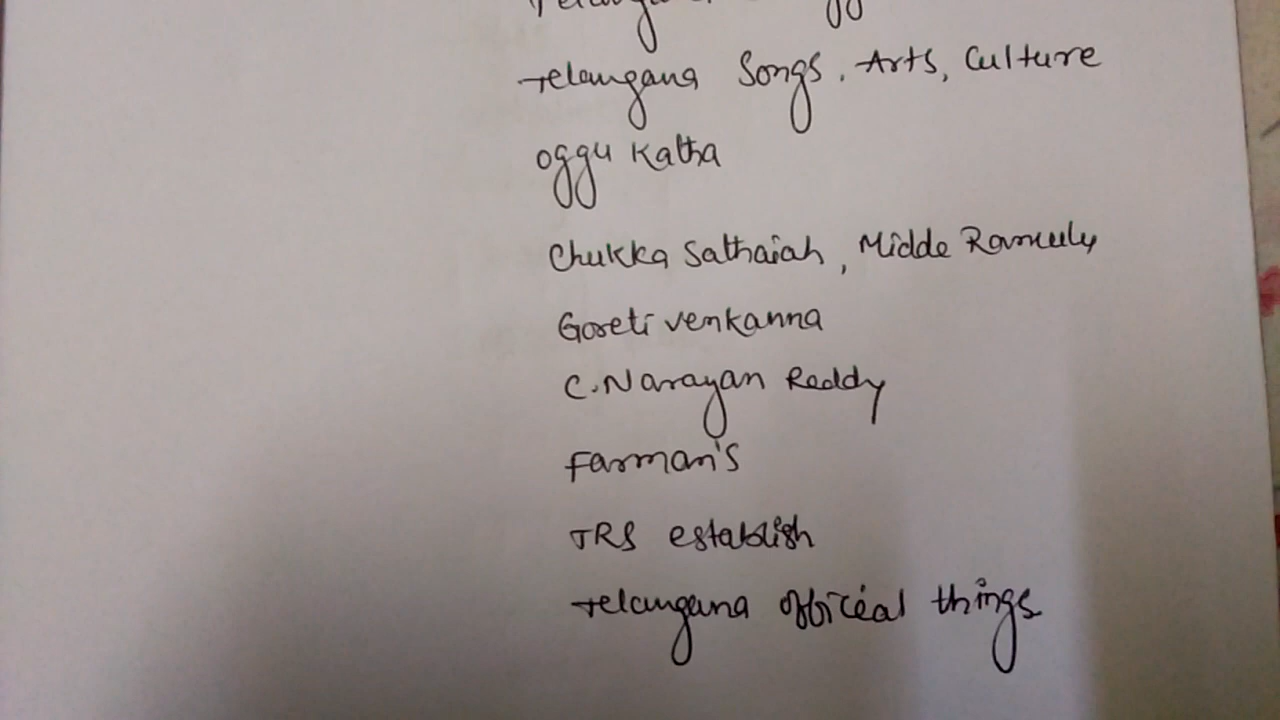 Telangana Songs, Arts, Culture
Oggu Katha
Chukka Sathaiah, Midde Ramuly
Goreti venkanna
C. Narayan Reddy
Farman's
TRS establish
Telangana official things